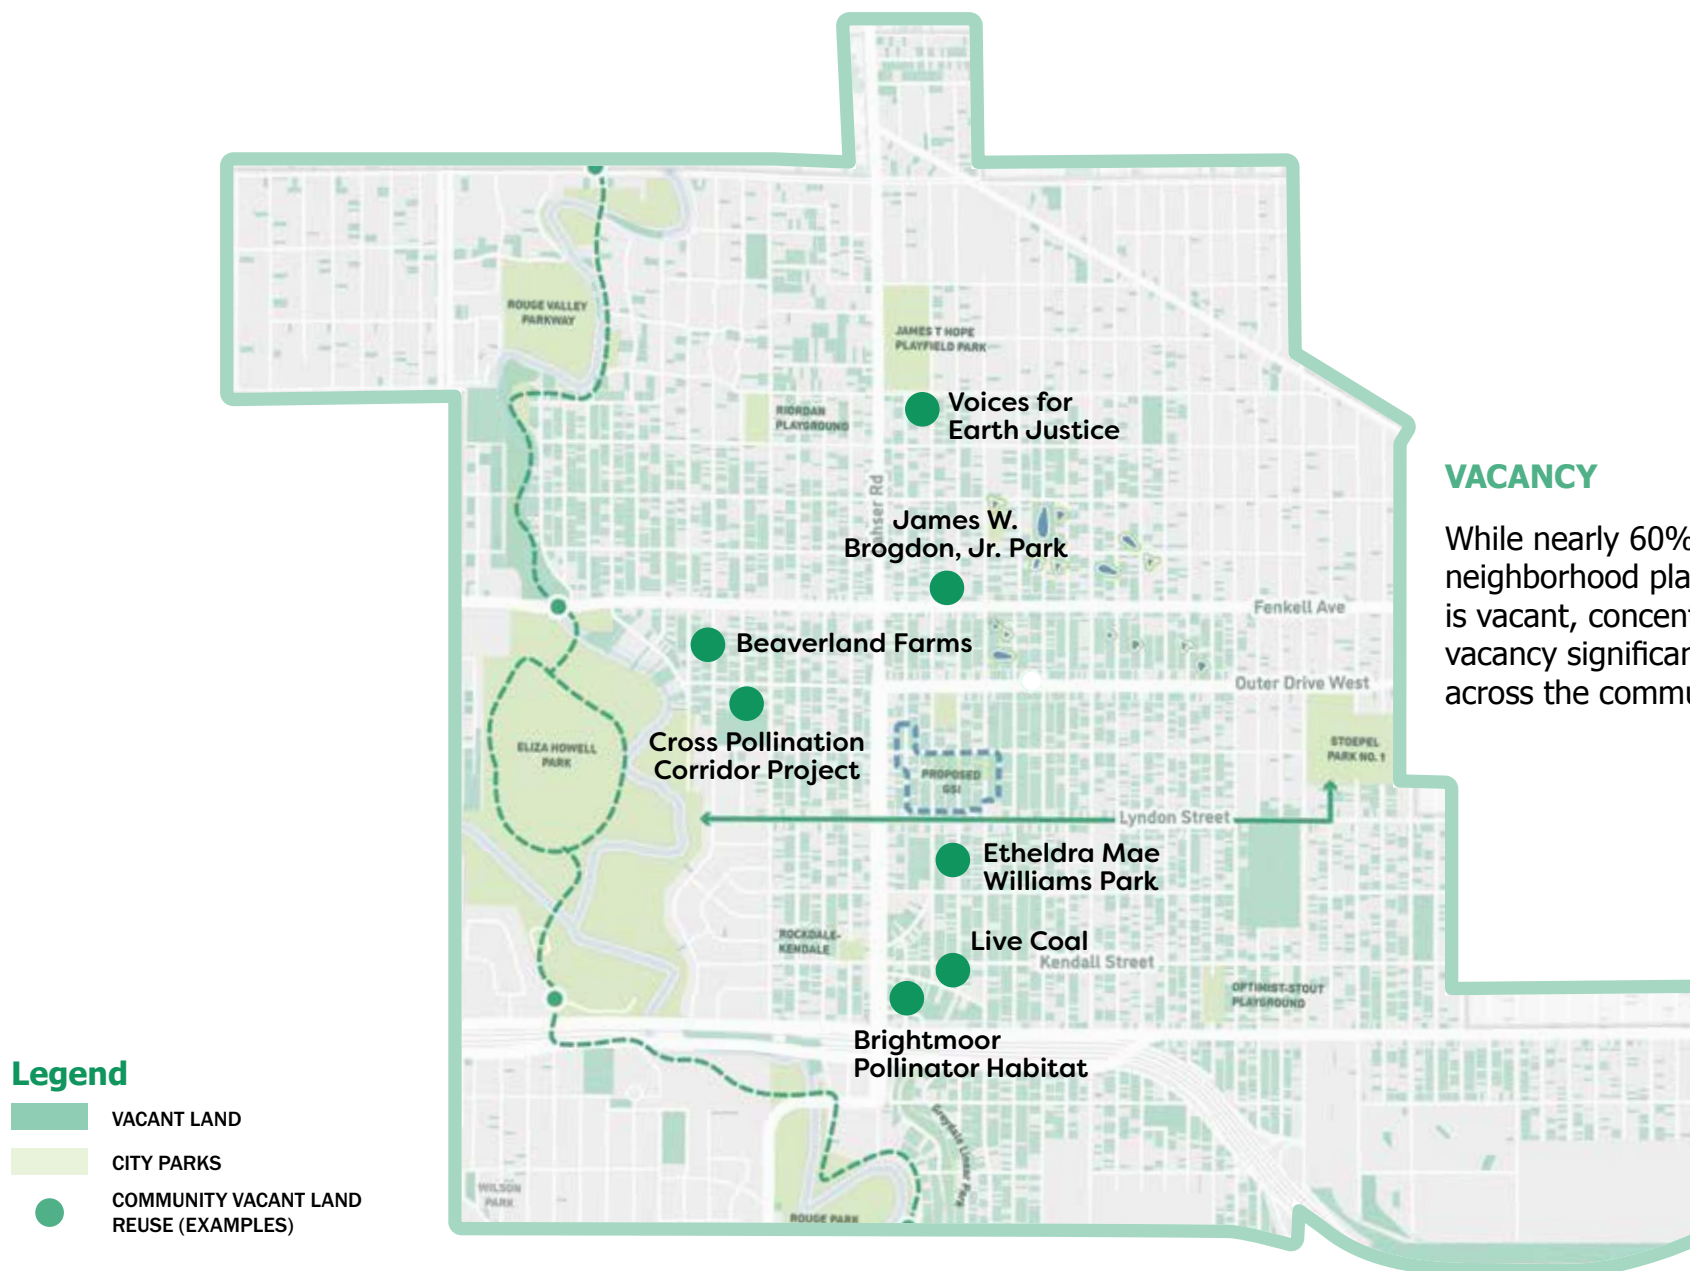 ROUGE VALLEY
PARKWAY
JAMES T HOPE
PLAYFIELD PARK
RIORDAN
PLAYGROUND
Voices for
Earth Justice
James W.
Brogdon, Jr. Park
Fenkell Ave
Beaverland Farms
Outer Drive West
Cross Pollination
Corridor Project
ELIZA HOWELL
PARK
PROPOSED
GSI
STOEPEL
PARK NO. 1
Lyndon Street
Etheldra Mae
Williams Park
ROCKDALE-
KENDALE
Live Coal
Kendall Street
OPTIMIST-STOUT
PLAYGROUND
Brightmoor
Pollinator Habitat
Greydale Linear Park
WILSON
PARK
ROUGE PARK
VACANCY
While nearly 60%
neighborhood pla
is vacant, concent
vacancy significan
across the commu
Legend
VACANT LAND
CITY PARKS
COMMUNITY VACANT LAND
REUSE (EXAMPLES)